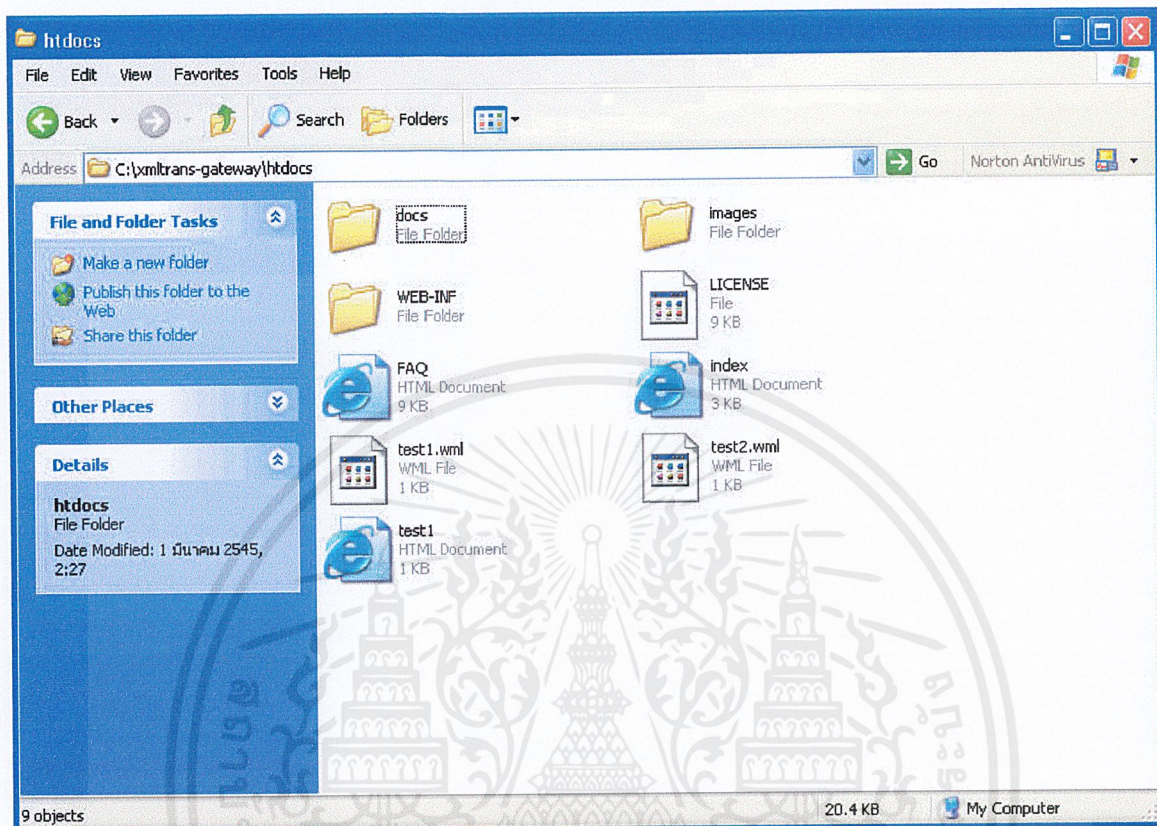 htdocs
File Edit View Favorites Tools Help
Back Search Folders
Address C:\xmltrans-gateway\htdocs Go Norton AntiVirus
File and Folder Tasks
Make a new folder
Publish this folder to the
Web
Share this folder
Other Places
Details
htdocs
File Folder
Date Modified: 1 มีนาคม 2545,
2:27
docs
File Folder
images
File Folder
WEB-INF
File Folder
LICENSE
File
9 KB
FAQ
HTML Document
9 KB
index
HTML Document
3 KB
test1.wml
WML File
1 KB
test2.wml
WML File
1 KB
test1
HTML Document
1 KB
9 objects 20.4 KB My Computer